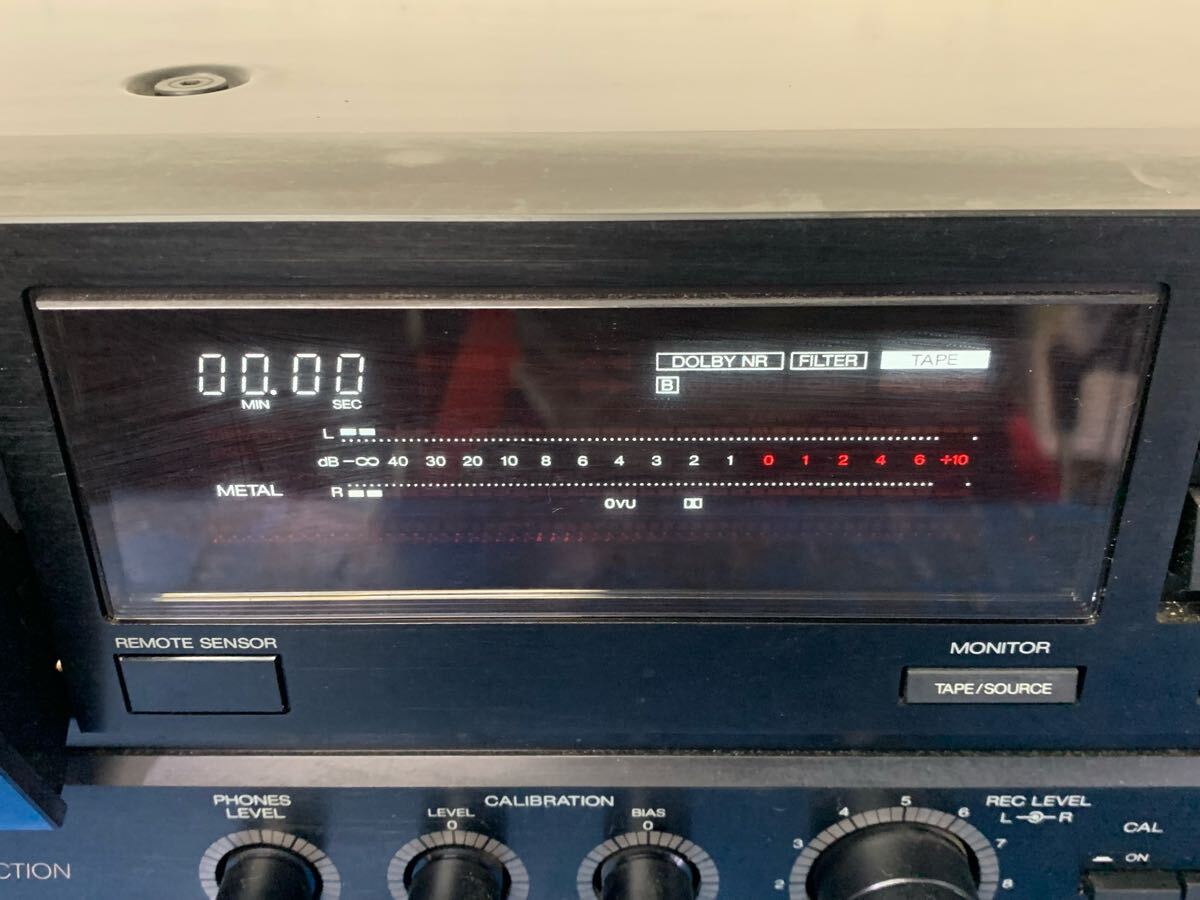 00.00
MIN SEC
DOLBY NR FILTER TAPE
B
L
dB -∞ 40 30 20 10 8 6 4 3 2 1 0 1 2 4 6 +10
METAL
R
0VU
REMOTE SENSOR
MONITOR
TAPE/SOURCE
PHONES
LEVEL
CALIBRATION
LEVEL
0
BIAS
0
REC LEVEL
L R
2 3 4 5 6 7 8
CAL
ON
CTION